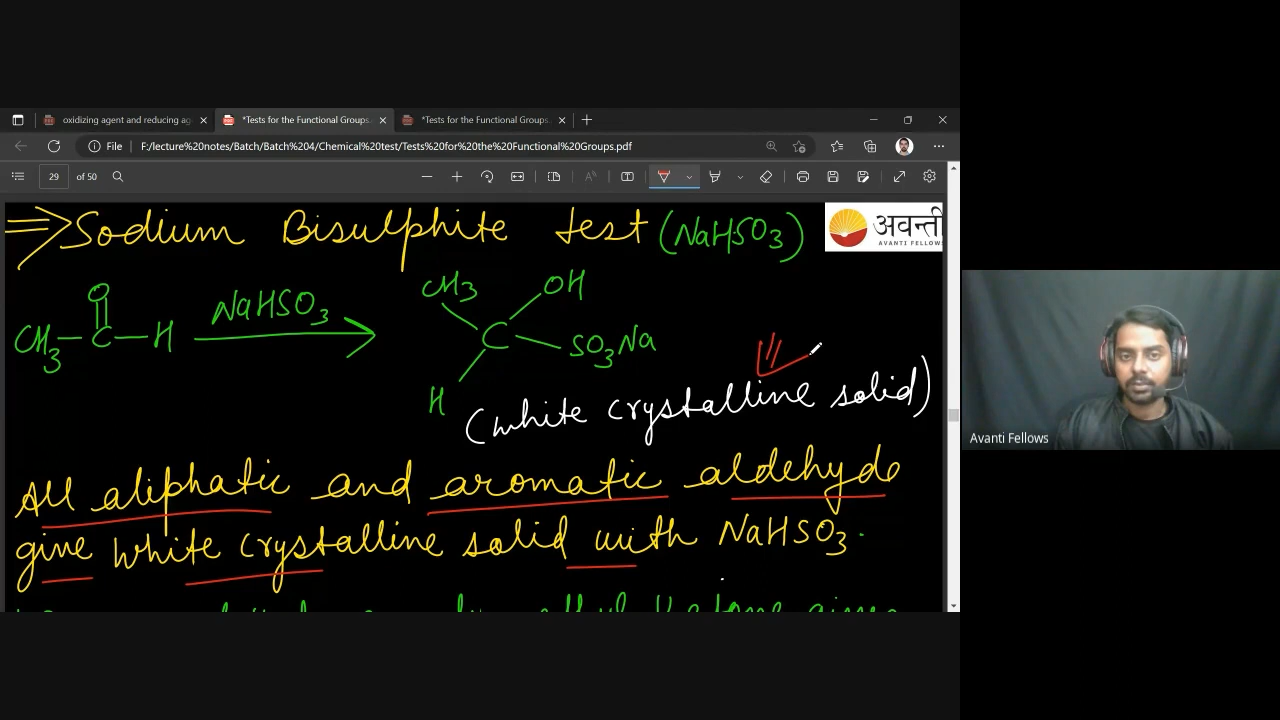 oxidizing agent and reducing ag
*Tests for the Functional Groups.
*Tests for the Functional Groups.
File F:/lecture%20notes/Batch/Batch%204/Chemical%20test/Tests%20for%20the%20Functional%20Groups.pdf
29 of 50
⇒ Sodium Bisulphite test (NaHSO3)
अवन्ती
AVANTI FELLOWS
CH3 OH
O
CH3-C-H NaHSO3 C SO3Na
H
(white crystalline solid)
All aliphatic and aromatic aldehyde
give white crystalline solid with NaHSO3.
Ketone gives
Avanti Fellows